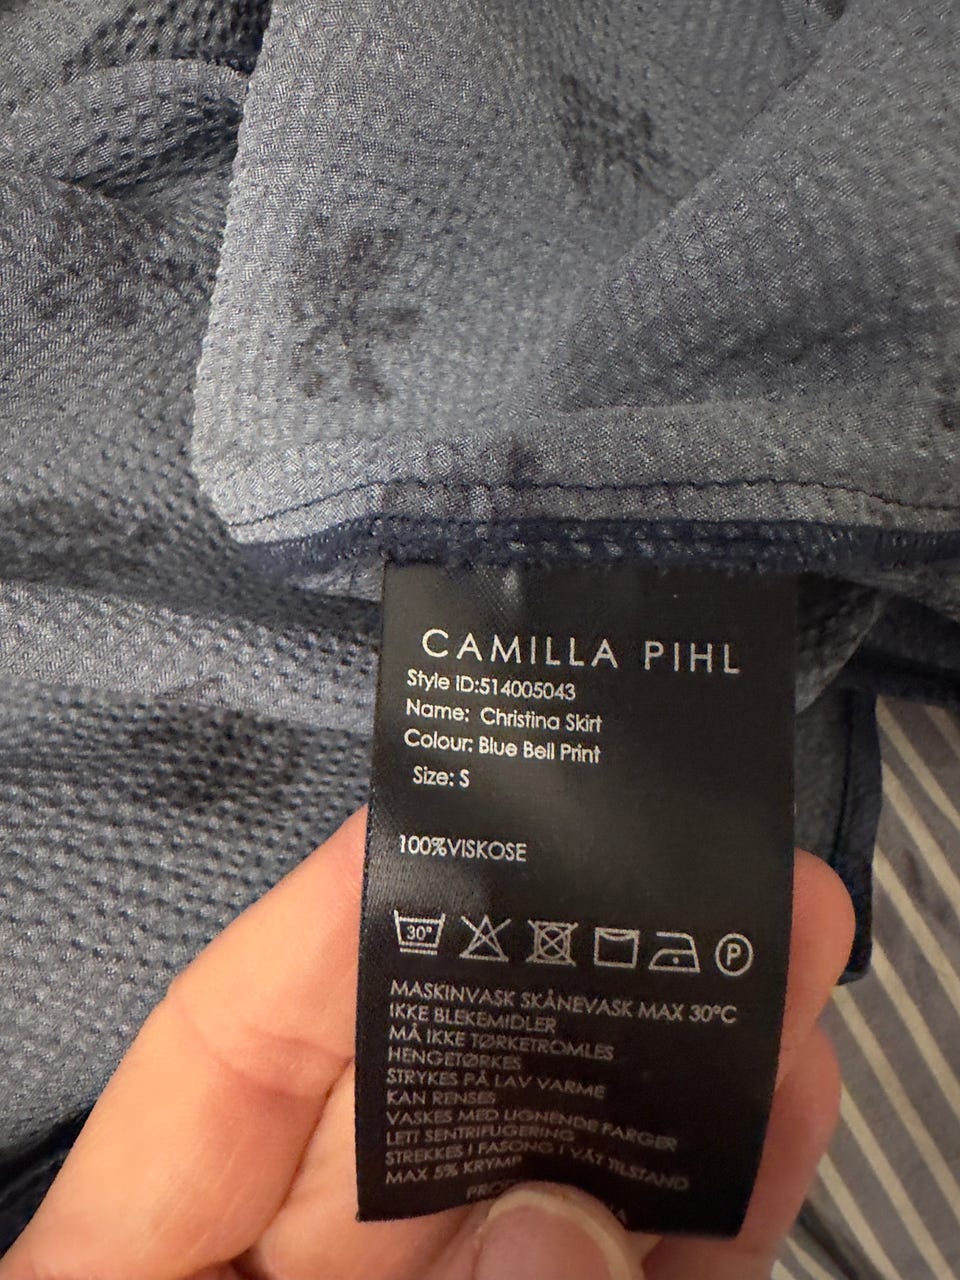 CAMILLA PIHL
Style ID:514005043
Name: Christina Skirt
Colour: Blue Bell Print
Size: S
100%VISKOSE
30°
P
MASKINVASK SKÅNEVASK MAX 30°C
IKKE BLEKEMIDLER
MÅ IKKE TØRKETROMLES
HENGETØRKES
STRYKES PÅ LAV VARME
KAN RENSES
VASKES MED LIGNENDE FARGER
LETT SENTRIFUGERING
STREKKES I FASONG I VÅT TILSTAND
MAX 5% KRYMP